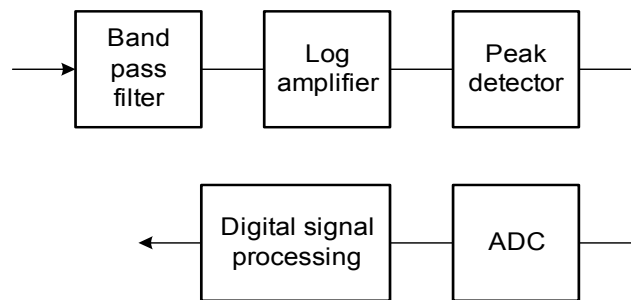 Band
pass
filter
Log
amplifier
Peak
detector
Digital signal
processing
ADC